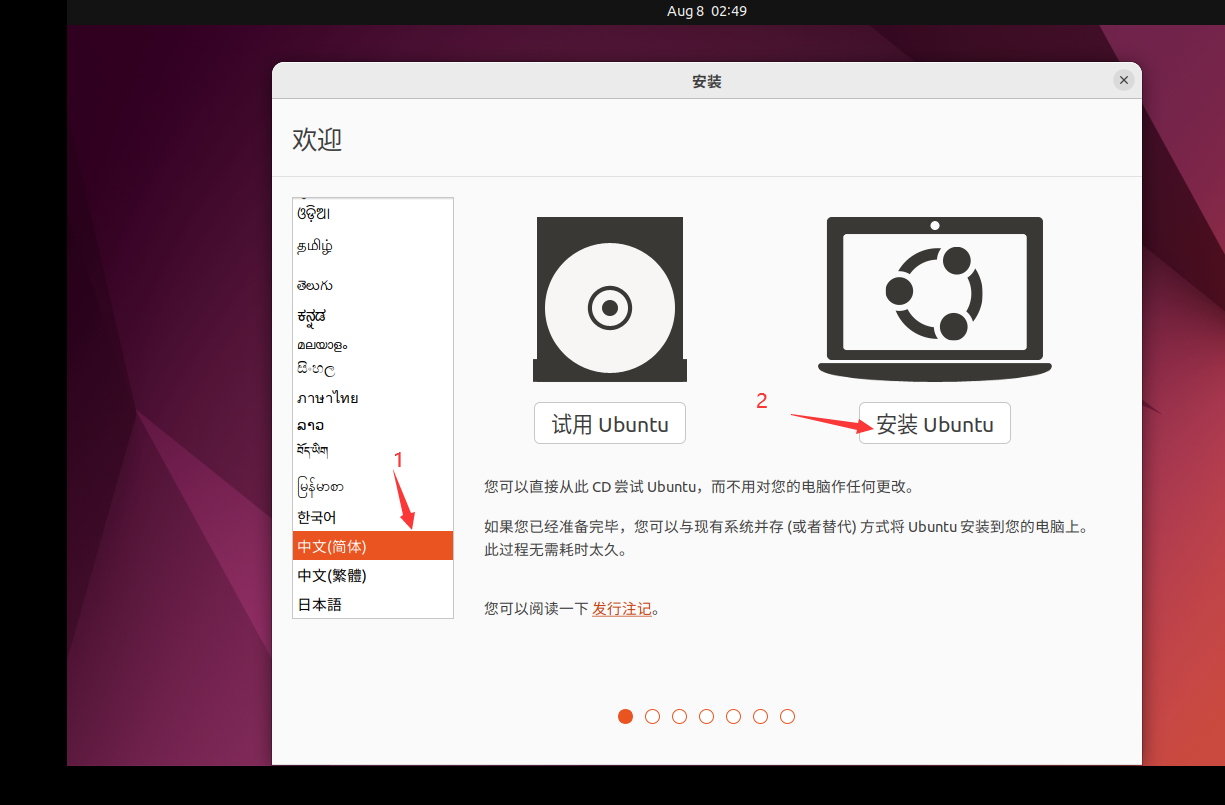 Aug 8 02:49
安装
欢迎
ଓଡ଼ିଆ
தமிழ்
తెలుగు
ಕನ್ನಡ
മലയാളം
සිංහල
ภาษาไทย
ລາວ
བོད་ཡིག
မြန်မာစာ
한국어
中文(简体)
中文(繁體)
日本語
1
2
试用 Ubuntu
安装 Ubuntu
您可以直接从此 CD 尝试 Ubuntu，而不用对您的电脑作任何更改。
如果您已经准备完毕，您可以与现有系统并存 (或者替代) 方式将 Ubuntu 安装到您的电脑上。
此过程无需耗时太久。
您可以阅读一下 发行注记。